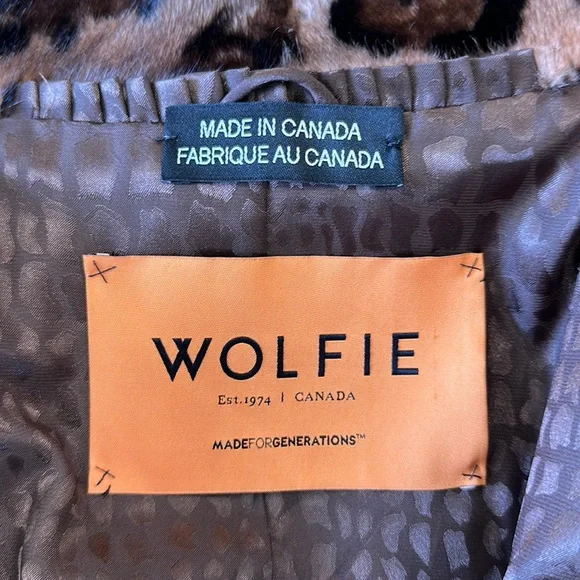 MADE IN CANADA
FABRIQUE AU CANADA
WOLFIE
Est.1974 | CANADA
MADEFORGENERATIONS™